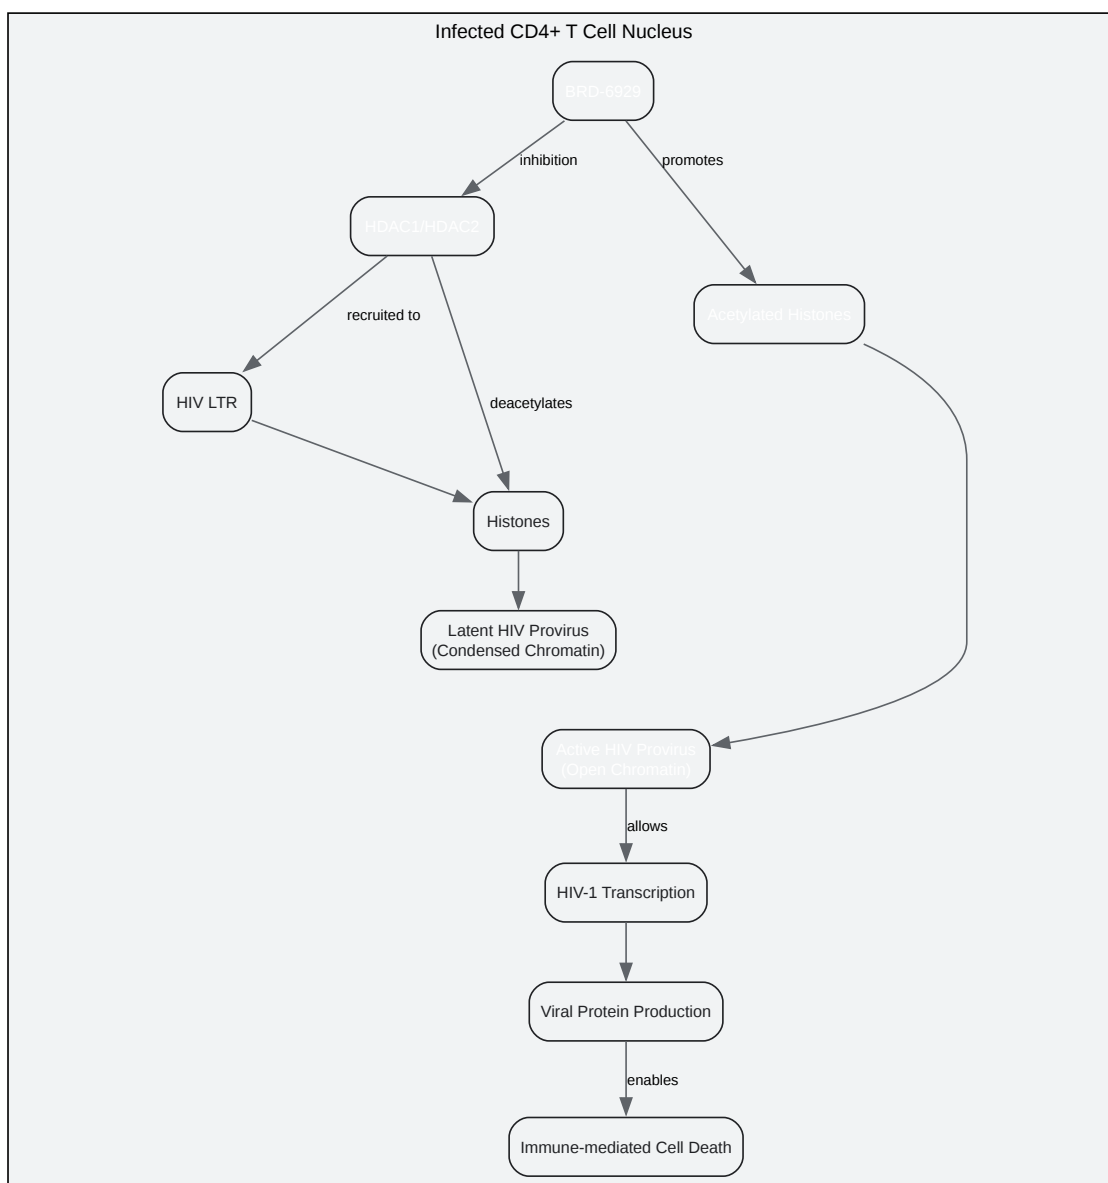 Infected CD4+ T Cell Nucleus
BRD-6929
inhibition
promotes
HDAC1/HDAC2
Acetylated Histones
recruited to
HIV LTR
deacetylates
Histones
Latent HIV Provirus
(Condensed Chromatin)
Active HIV Provirus
(Open Chromatin)
allows
HIV-1 Transcription
Viral Protein Production
enables
Immune-mediated Cell Death